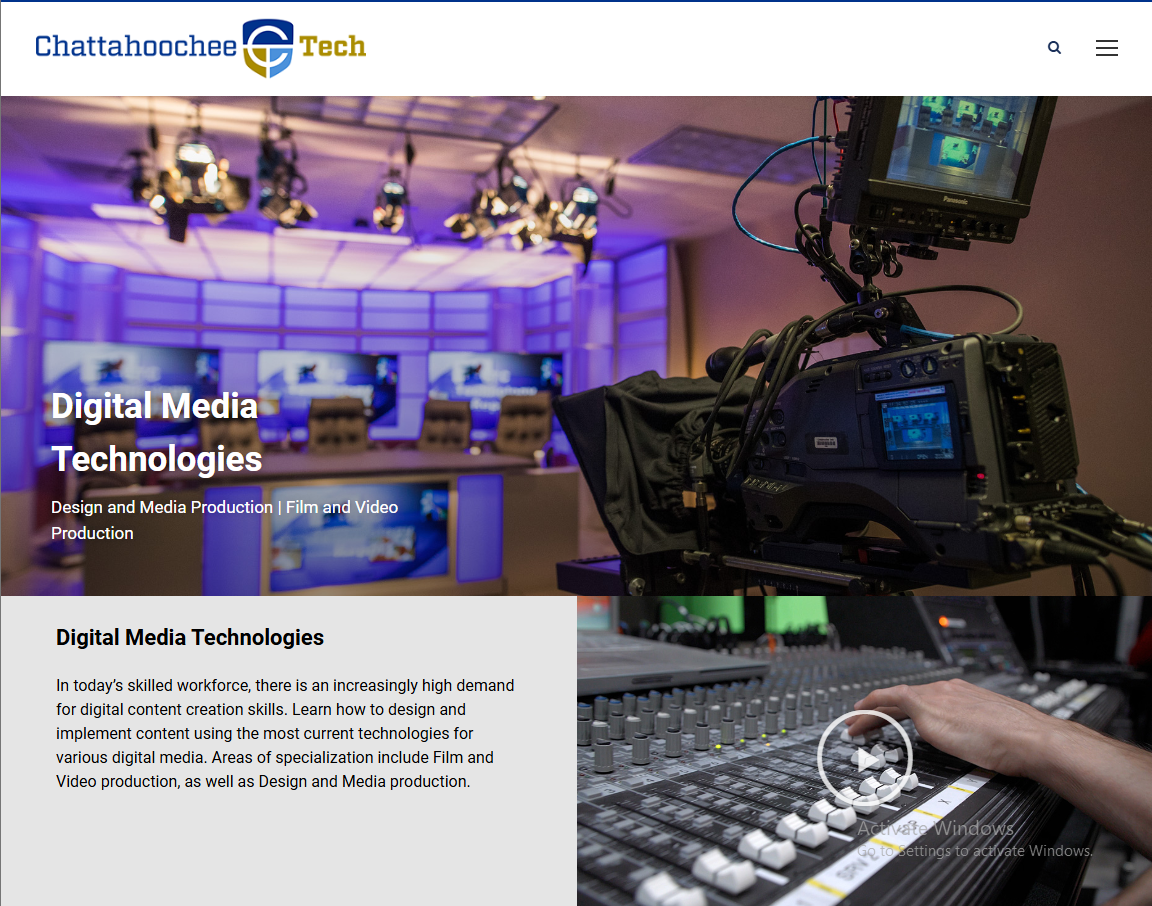 Chattahoochee Tech
Panasonic
Digital Media
Technologies
Design and Media Production | Film and Video
Production
Digital Media Technologies
In today’s skilled workforce, there is an increasingly high demand
for digital content creation skills. Learn how to design and
implement content using the most current technologies for
various digital media. Areas of specialization include Film and
Video production, as well as Design and Media production.
Activate Windows
Go to Settings to activate Windows.